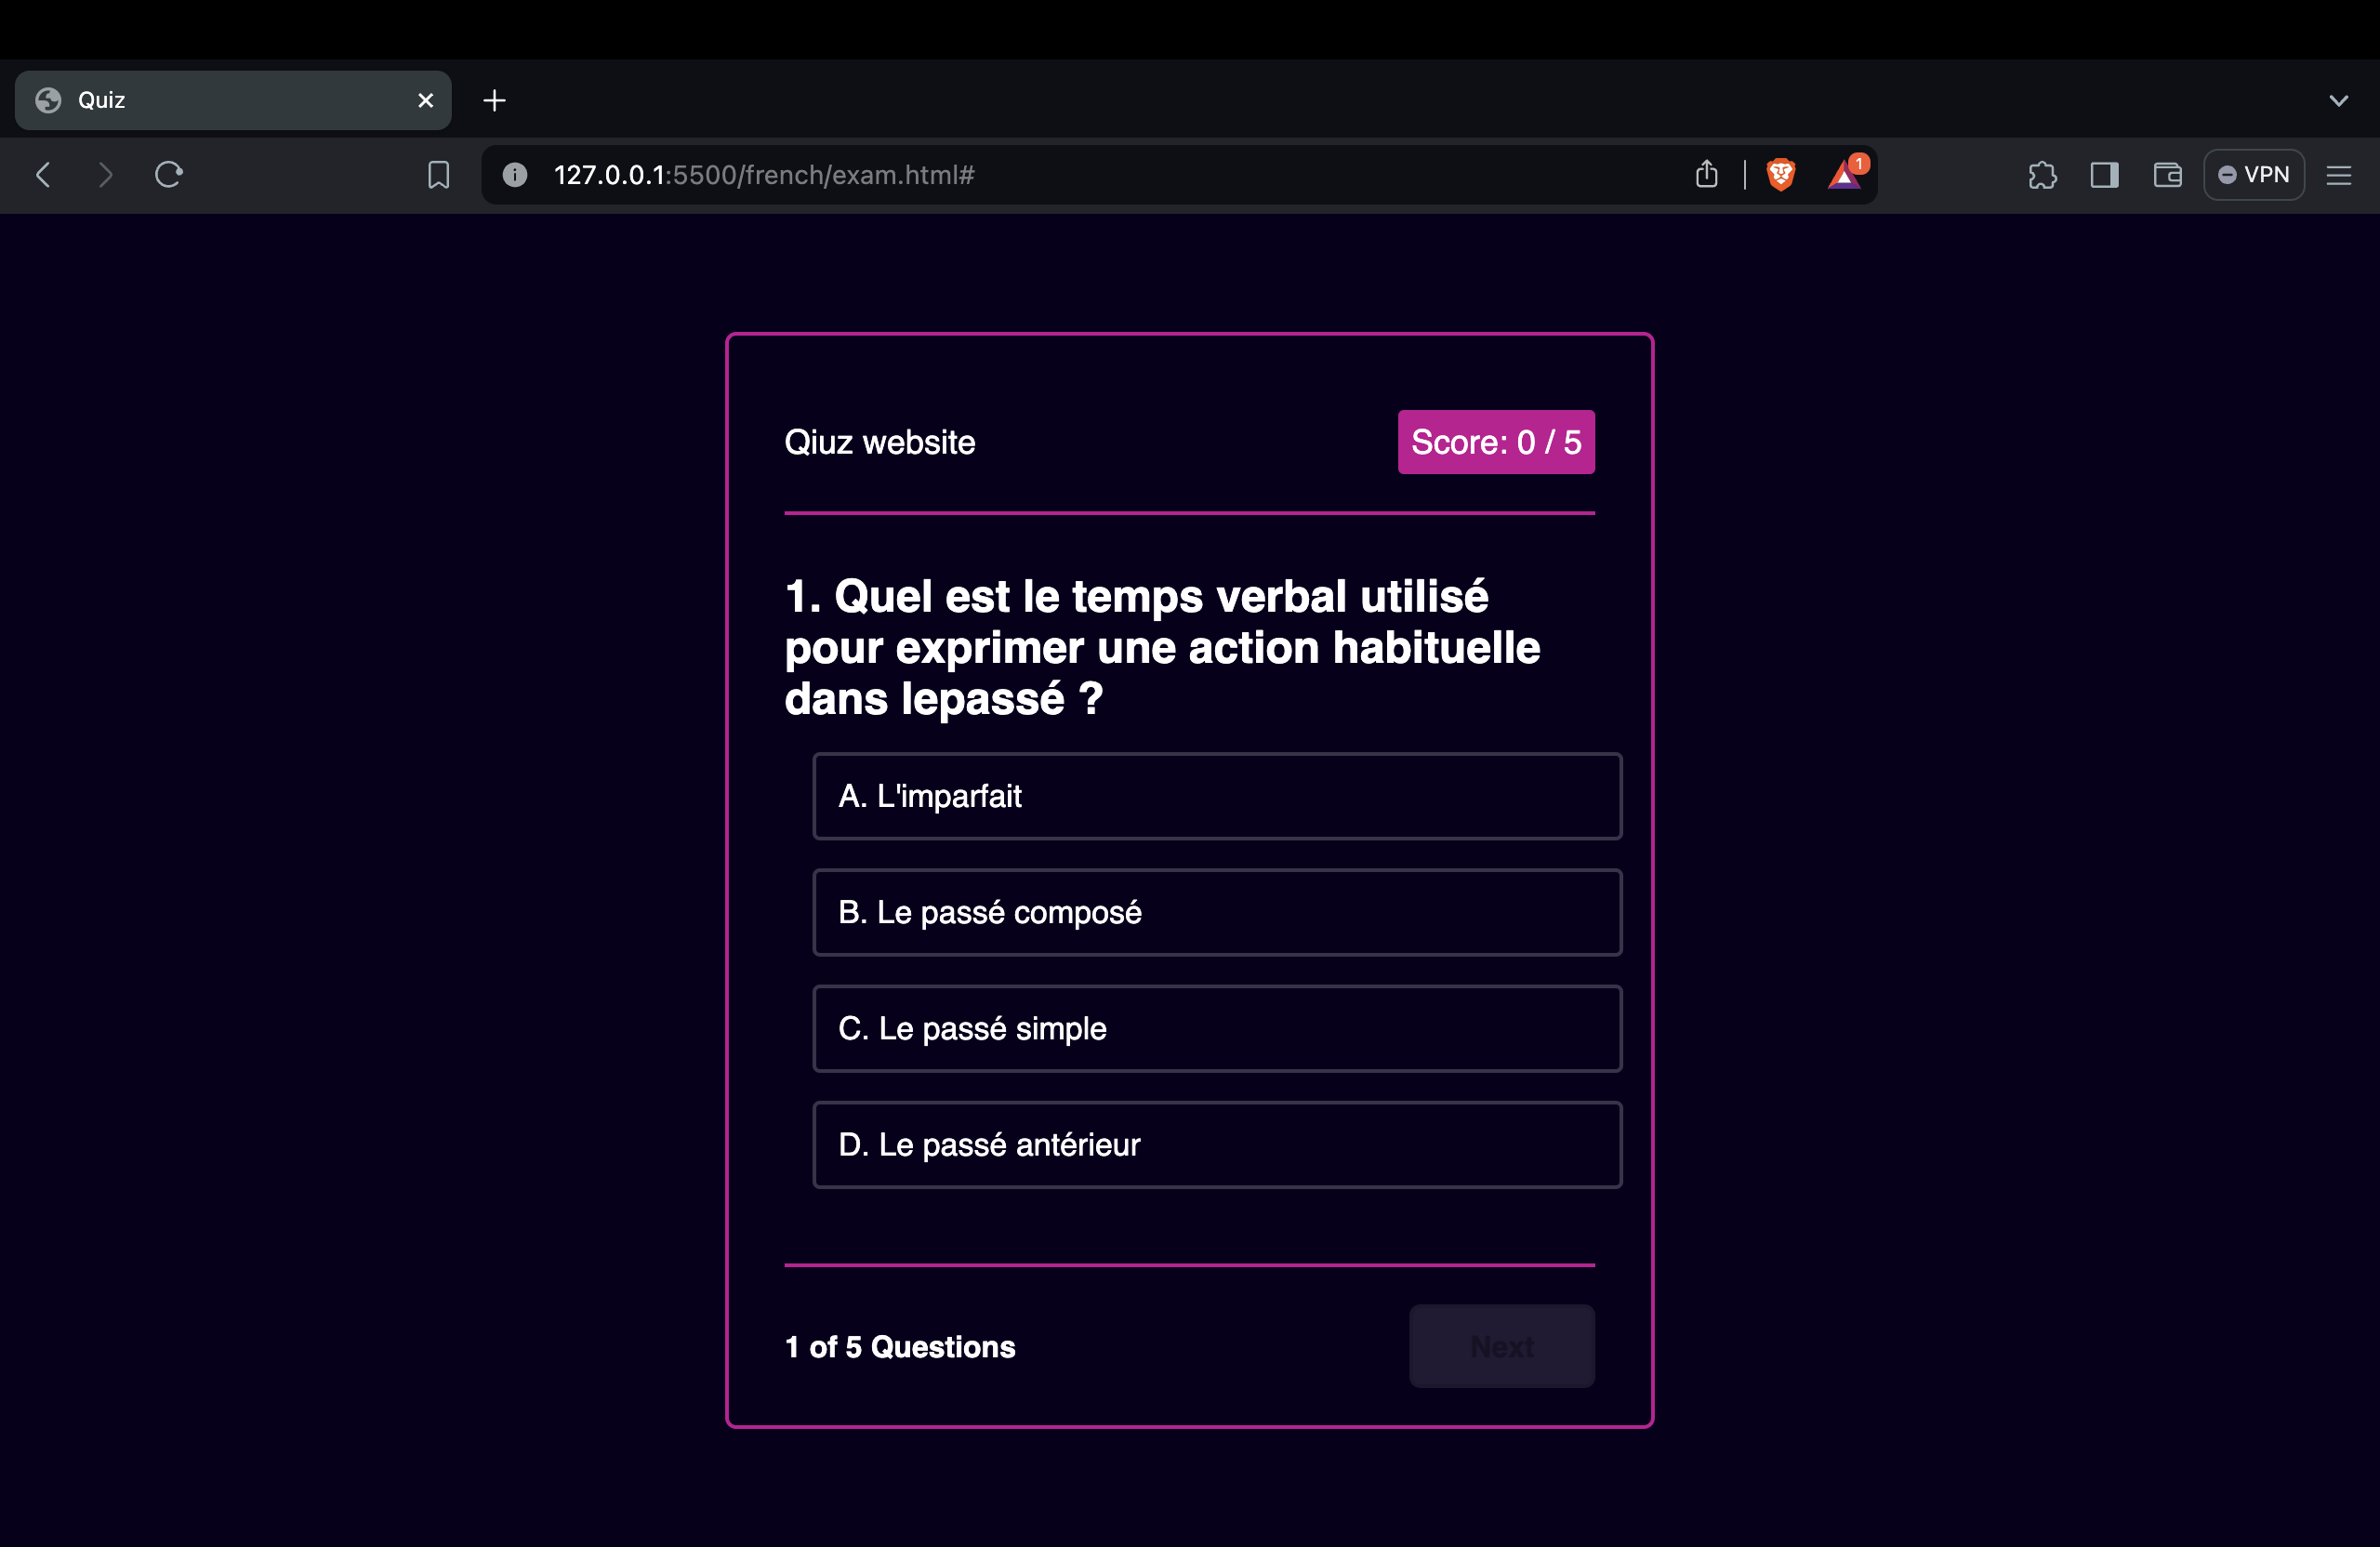 Quiz
127.0.0.1:5500/french/exam.html#
1
VPN
Qiuz website
Score: 0 / 5
1. Quel est le temps verbal utilisé
pour exprimer une action habituelle
dans lepassé ?
A. L'imparfait
B. Le passé composé
C. Le passé simple
D. Le passé antérieur
1 of 5 Questions
Next